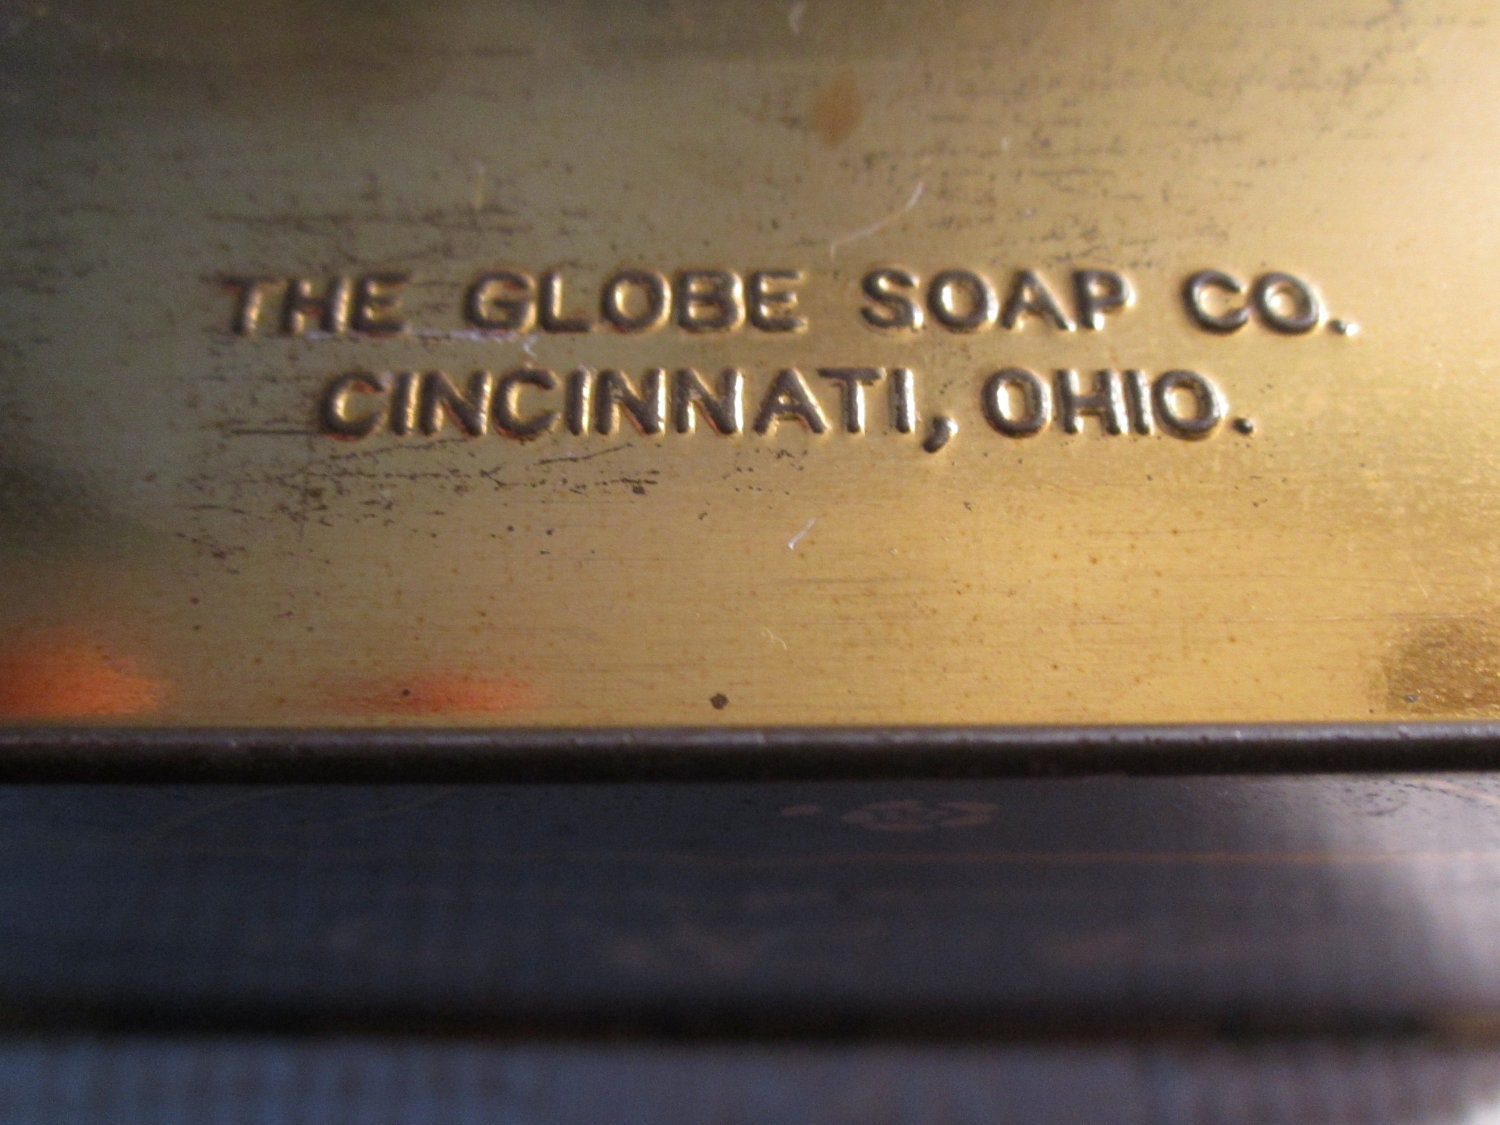 THE GLOBE SOAP CO.
CINCINNATI, OHIO.